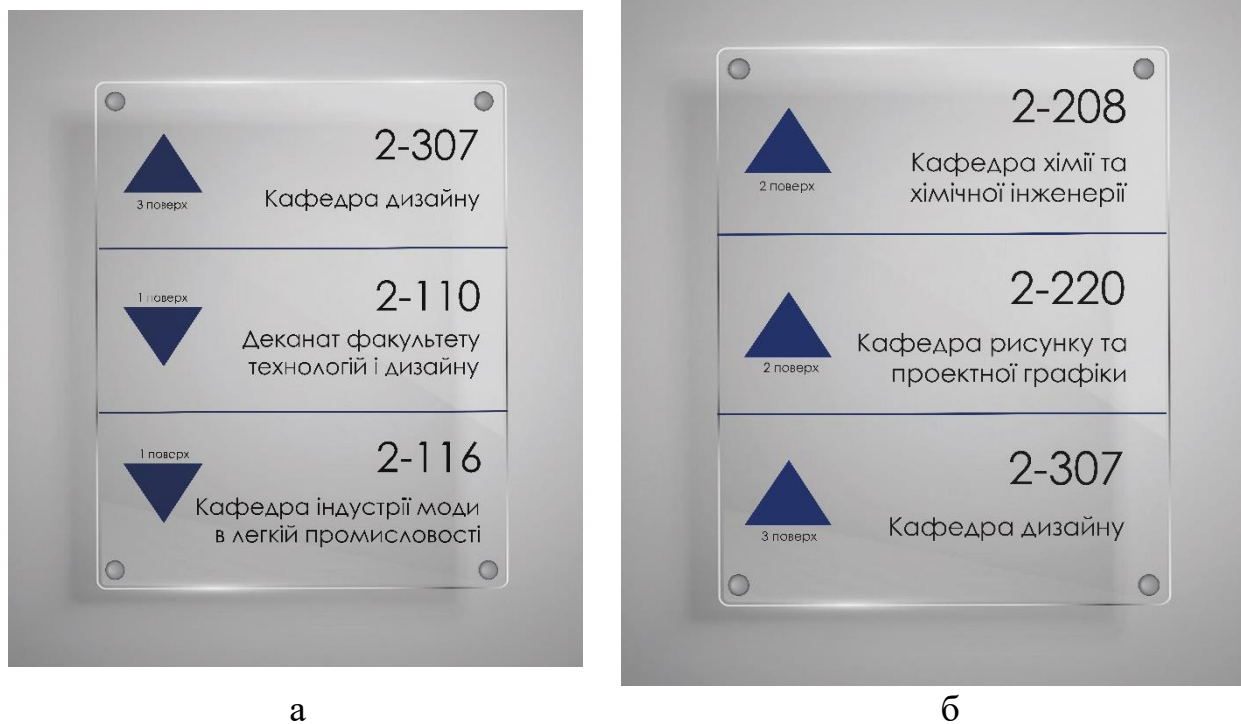 2-307
3 поверх
Кафедра дизайну
1 поверх
2-110
Деканат факультету
технологій і дизайну
1 поверх
2-116
Кафедра індустрії моди
в легкій промисловості
а
2-208
Кафедра хімії та
2 поверх
хімічної інженерії
2-220
Кафедра рисунку та
2 поверх
проектної графіки
2-307
Кафедра дизайну
3 поверх
б